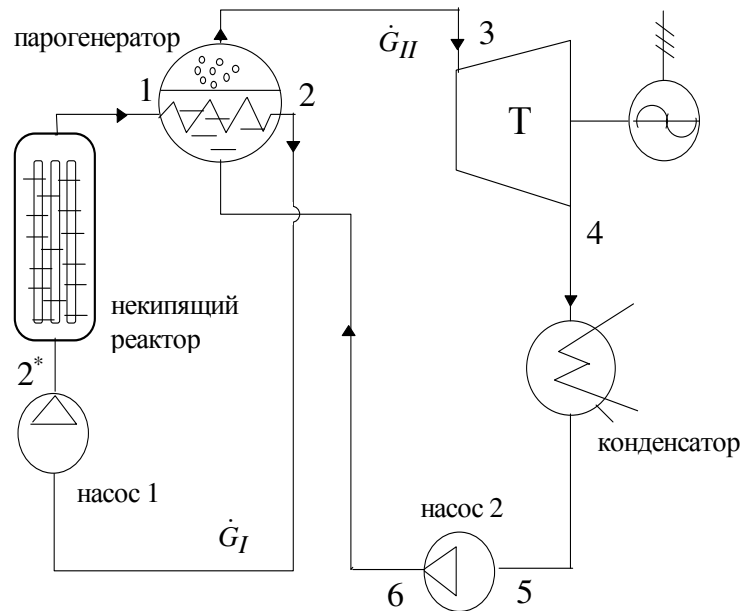 парогенератор
Ġ_II
3
1
2
Т
4
некипящий
реактор
2*
конденсатор
насос 1
насос 2
Ġ_I
6
5